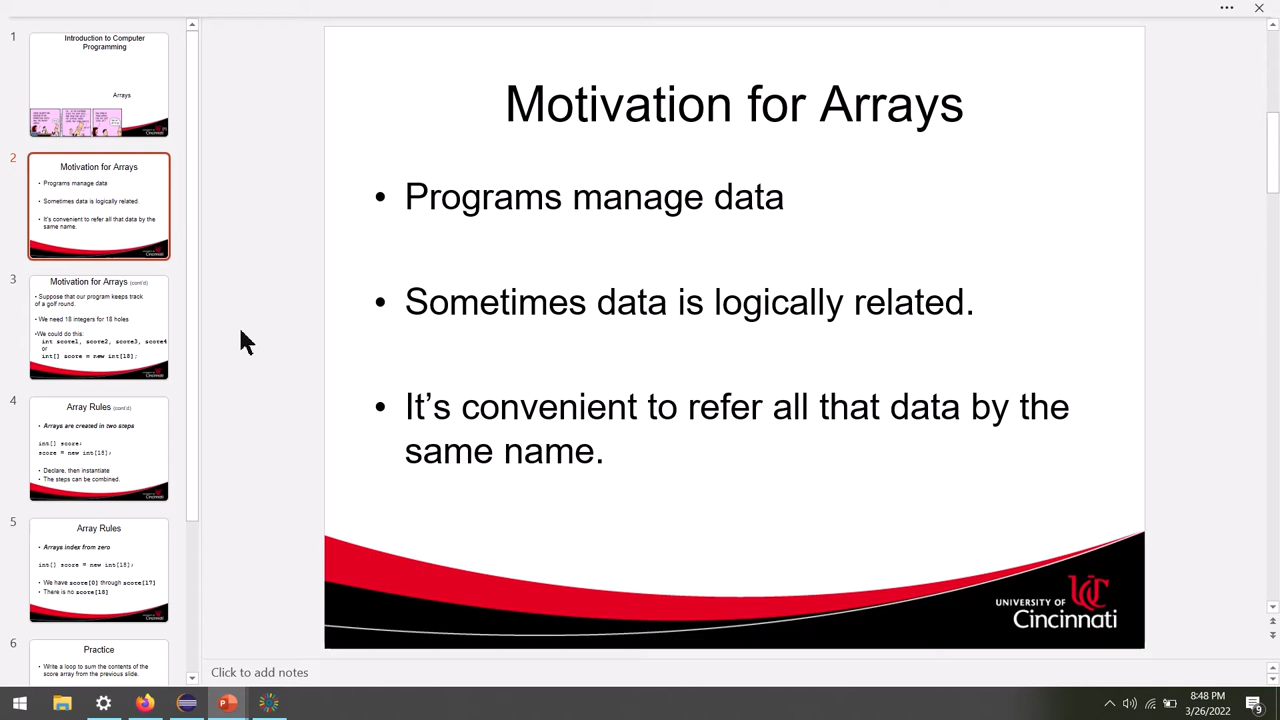 1
Introduction to Computer
Programming
Arrays
2
Motivation for Arrays
• Programs manage data
• Sometimes data is logically related.
• It's convenient to refer all that data by the
same name.
3
Motivation for Arrays (cont'd)
• Suppose that our program keeps track
of a golf round.
• We need 18 integers for 18 holes
•We could do this:
int score1, score2, score3, score4
or
int[] score = new int[18];
4
Array Rules (cont'd)
• Arrays are created in two steps
int[] score;
score = new int[18];
• Declare, then instantiate
• The steps can be combined.
5
Array Rules
• Arrays index from zero
int[] score = new int[18];
• We have score[0] through score[17]
• There is no score[18]
6
Practice
• Write a loop to sum the contents of the
score array from the previous slide.
Motivation for Arrays
• Programs manage data
• Sometimes data is logically related.
• It’s convenient to refer all that data by the
same name.
UC
UNIVERSITY OF
Cincinnati
Click to add notes
8:48 PM
3/26/2022
9